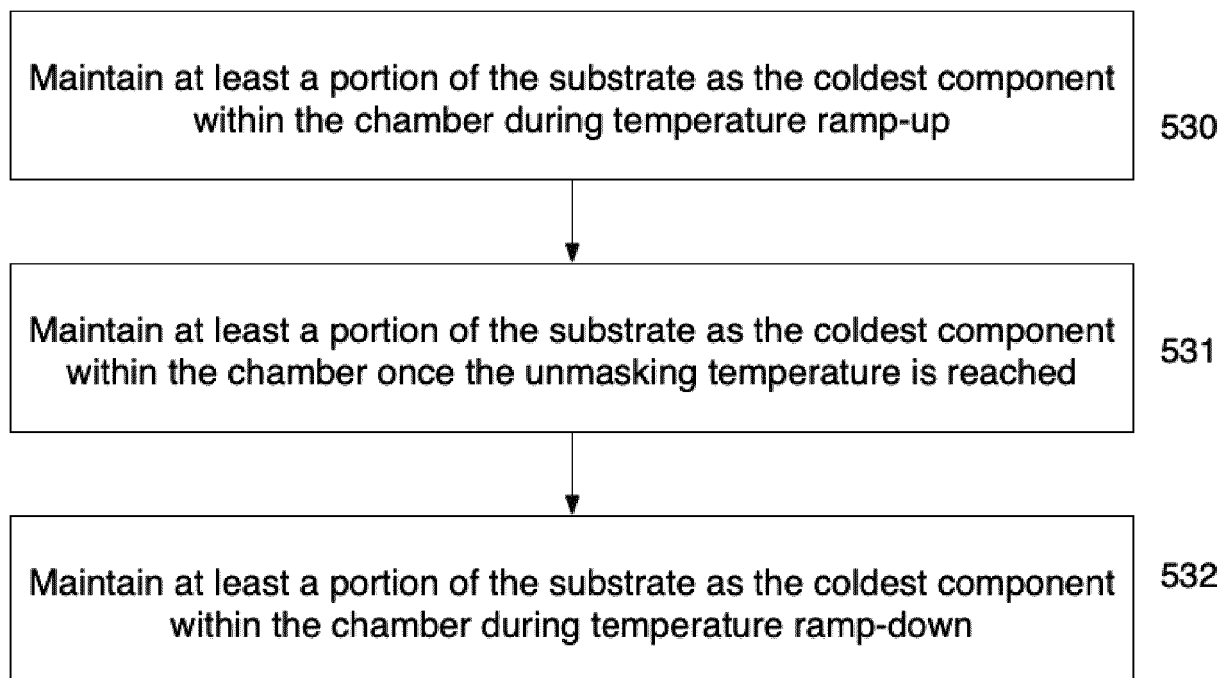 Maintain at least a portion of the substrate as the coldest component
within the chamber during temperature ramp-up
530
Maintain at least a portion of the substrate as the coldest component
within the chamber once the unmasking temperature is reached
531
Maintain at least a portion of the substrate as the coldest component
within the chamber during temperature ramp-down
532